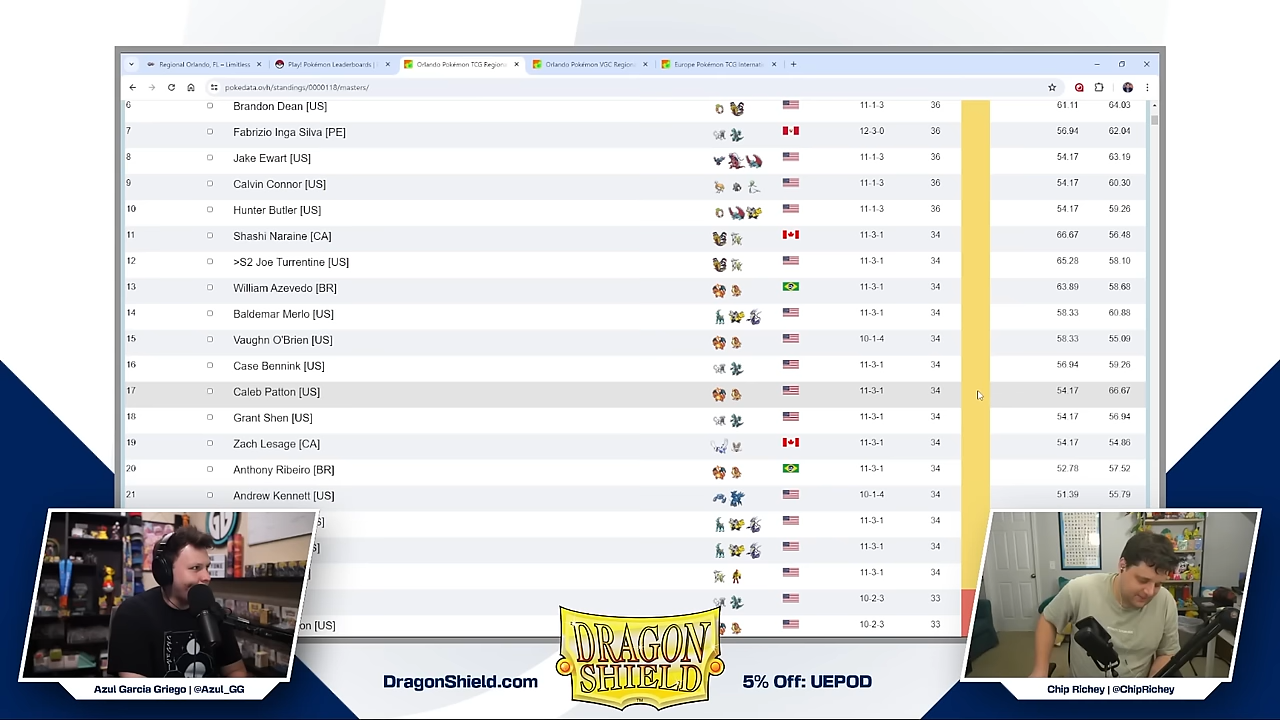 Regional Orlando, FL – Limitless
Play! Pokémon Leaderboards |
Orlando Pokémon TCG Regiona
Orlando Pokémon VGC Region
Europe Pokémon TCG Internati
pokedata.ovh/standings/0000118/masters/
6 Brandon Dean [US] 11-1-3 36 61.11 64.03
7 Fabrizio Inga Silva [PE] 12-3-0 36 56.94 62.04
8 Jake Ewart [US] 11-1-3 36 54.17 63.19
9 Calvin Connor [US] 11-1-3 36 54.17 60.30
10 Hunter Butler [US] 11-1-3 36 54.17 59.26
11 Shashi Naraine [CA] 11-3-1 34 66.67 56.48
12 >S2 Joe Turrentine [US] 11-3-1 34 65.28 58.10
13 William Azevedo [BR] 11-3-1 34 63.89 58.68
14 Baldemar Merlo [US] 11-3-1 34 58.33 60.88
15 Vaughn O'Brien [US] 10-1-4 34 58.33 55.09
16 Case Bennink [US] 11-3-1 34 56.94 59.26
17 Caleb Patton [US] 11-3-1 34 54.17 66.67
18 Grant Shen [US] 11-3-1 34 54.17 56.94
19 Zach Lesage [CA] 11-3-1 34 54.17 54.86
20 Anthony Ribeiro [BR] 11-3-1 34 52.78 57.52
21 Andrew Kennett [US] 10-1-4 34 51.39 55.79
S] 11-3-1 34
S] 11-3-1 34
] 11-3-1 34
] 10-2-3 33
on [US] 10-2-3 33
DRAGON
SHIELD
™
DragonShield.com
5% Off: UEPOD
Azul Garcia Griego | @Azul_GG
Chip Richey | @ChipRichey